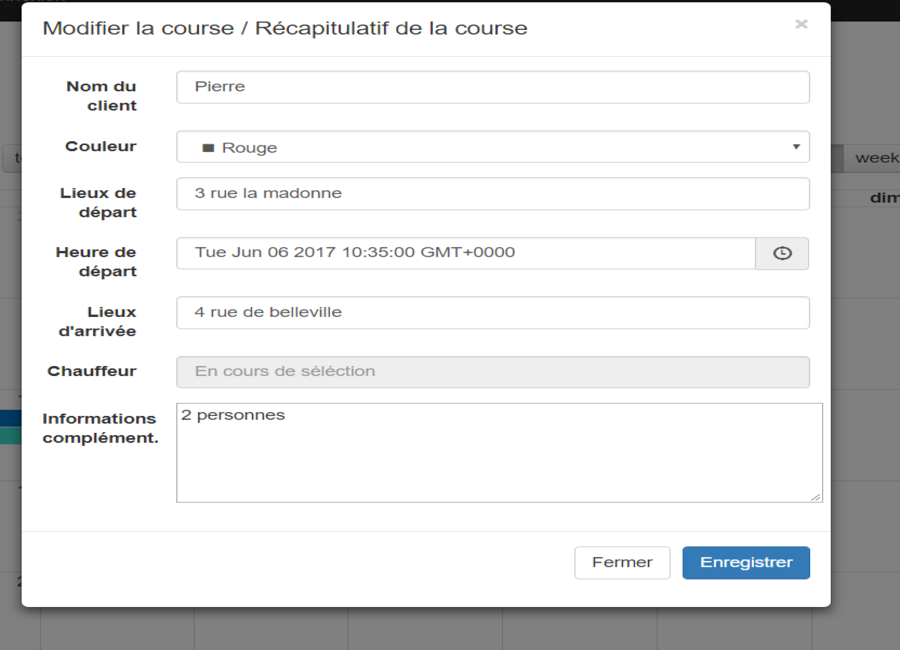 Modifier la course / Récapitulatif de la course
×
Nom du
client
Pierre
Couleur
Rouge
week
dim
Lieux de
départ
3 rue la madonne
Heure de
départ
Tue Jun 06 2017 10:35:00 GMT+0000
Lieux
d'arrivée
4 rue de belleville
Chauffeur
En cours de séléction
Informations
complément.
2 personnes
Fermer
Enregistrer